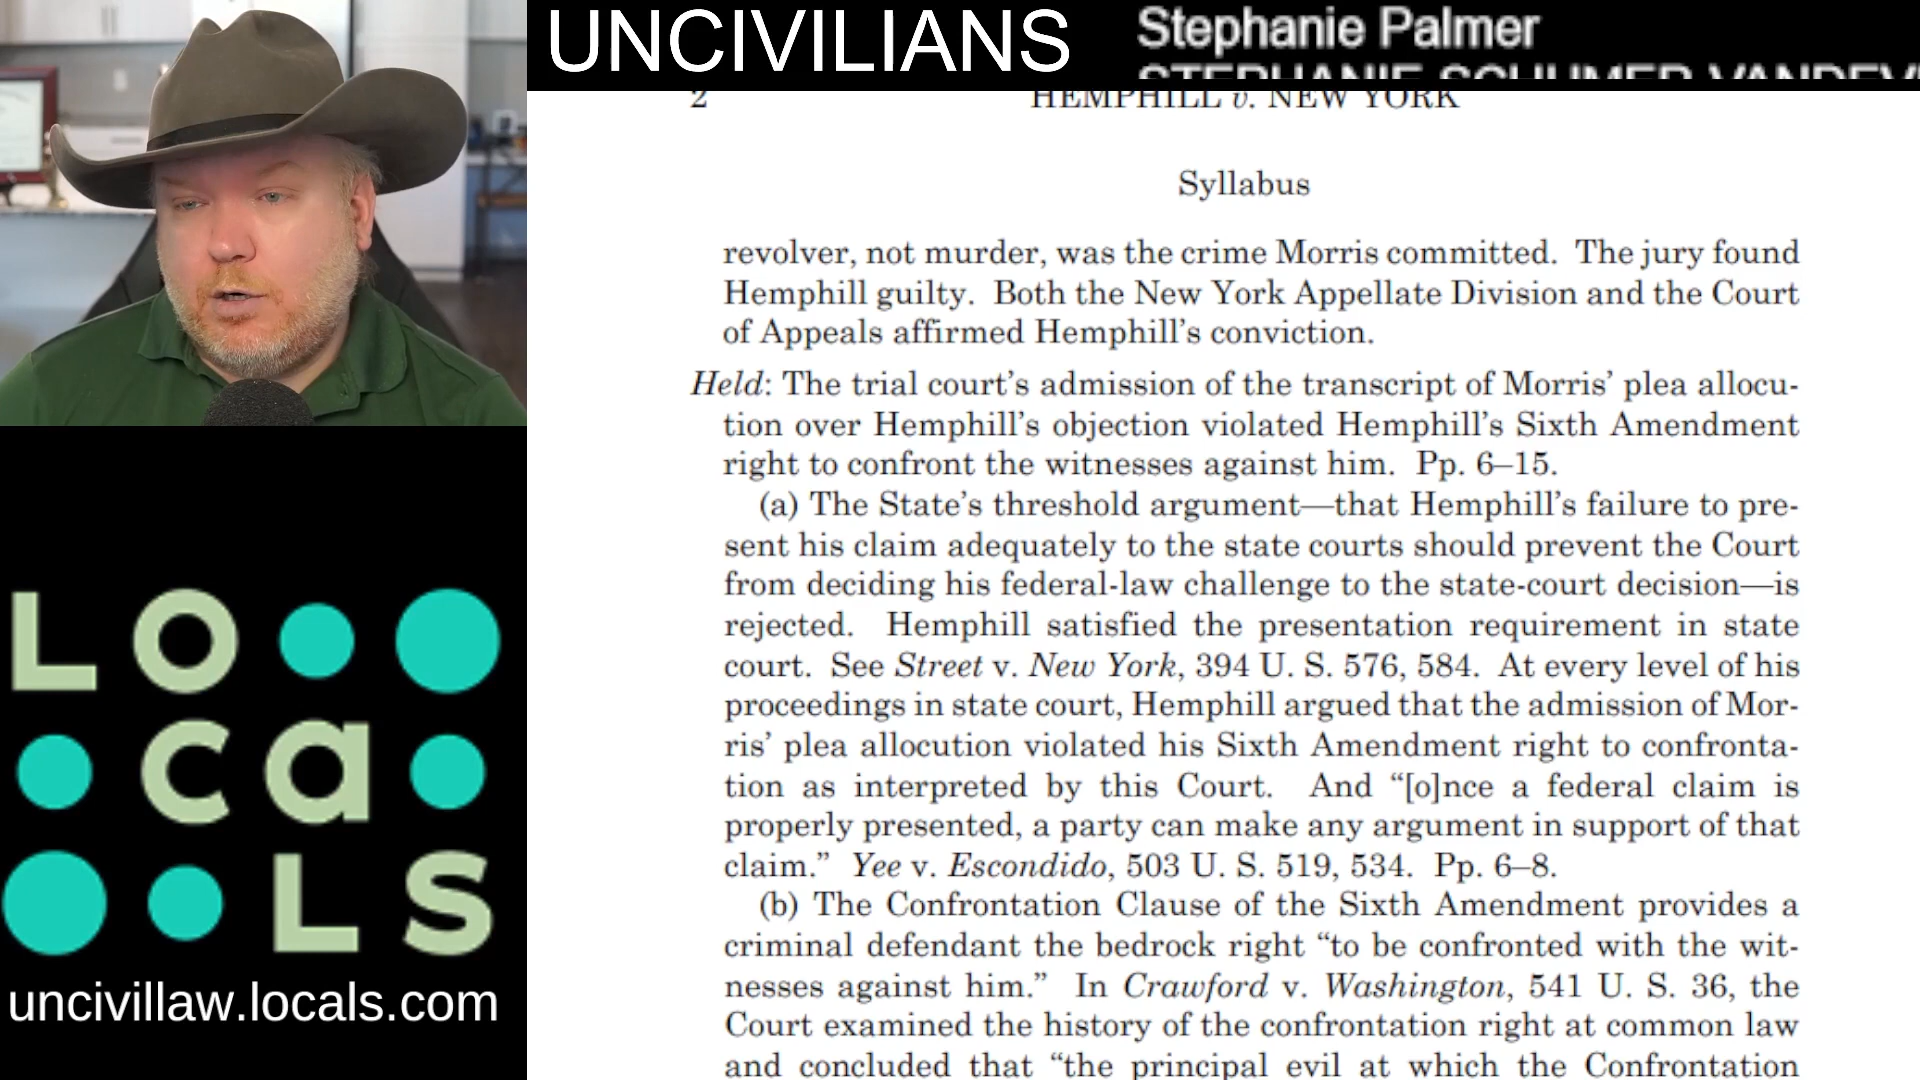 UNCIVILIANS
Stephanie Palmer
STEPHANIE SCHUMER VANDEV
2 HEMPHILL v. NEW YORK
Syllabus
revolver, not murder, was the crime Morris committed. The jury found
Hemphill guilty. Both the New York Appellate Division and the Court
of Appeals affirmed Hemphill’s conviction.
Held: The trial court’s admission of the transcript of Morris’ plea allocu-
tion over Hemphill’s objection violated Hemphill’s Sixth Amendment
right to confront the witnesses against him. Pp. 6–15.
(a) The State’s threshold argument—that Hemphill’s failure to pre-
sent his claim adequately to the state courts should prevent the Court
from deciding his federal-law challenge to the state-court decision—is
rejected. Hemphill satisfied the presentation requirement in state
court. See Street v. New York, 394 U. S. 576, 584. At every level of his
proceedings in state court, Hemphill argued that the admission of Mor-
ris’ plea allocution violated his Sixth Amendment right to confronta-
tion as interpreted by this Court. And “[o]nce a federal claim is
properly presented, a party can make any argument in support of that
claim.” Yee v. Escondido, 503 U. S. 519, 534. Pp. 6–8.
(b) The Confrontation Clause of the Sixth Amendment provides a
criminal defendant the bedrock right “to be confronted with the wit-
nesses against him.” In Crawford v. Washington, 541 U. S. 36, the
Court examined the history of the confrontation right at common law
and concluded that “the principal evil at which the Confrontation
LOcaLS
uncivillaw.locals.com